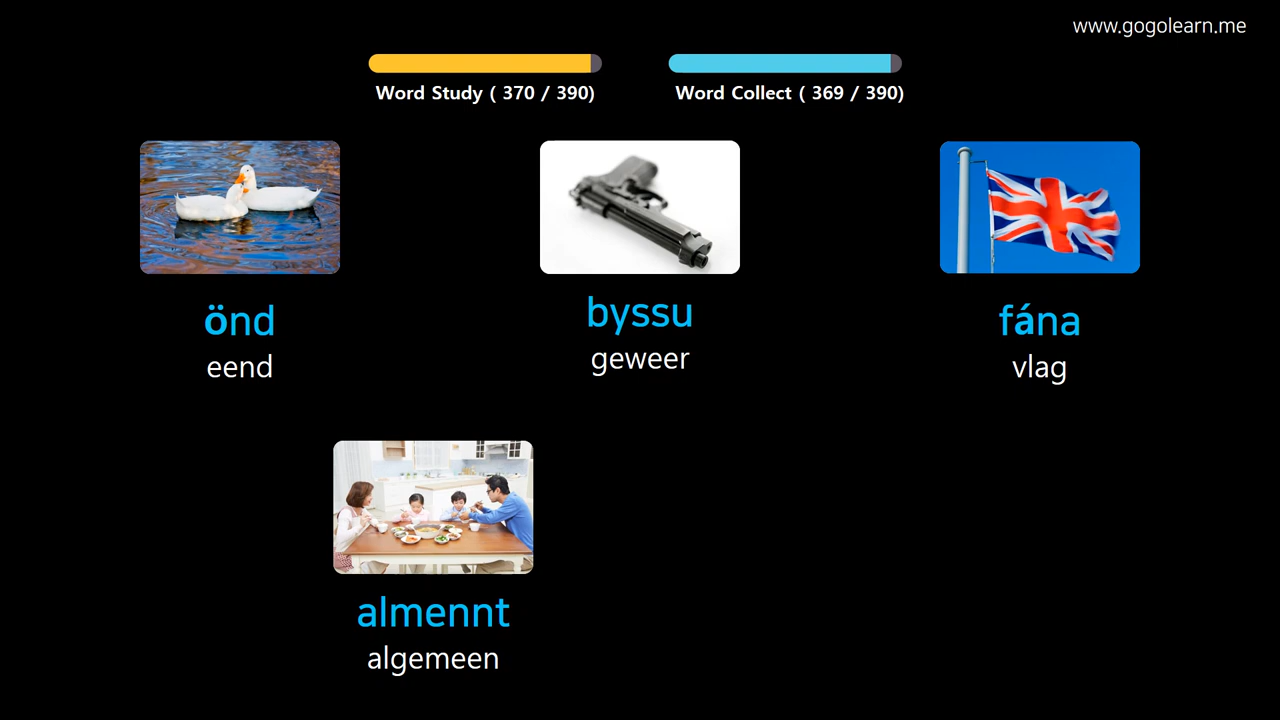 www.gogolearn.me
Word Study ( 370 / 390)
Word Collect ( 369 / 390)
önd
eend
byssu
geweer
fána
vlag
almennt
algemeen